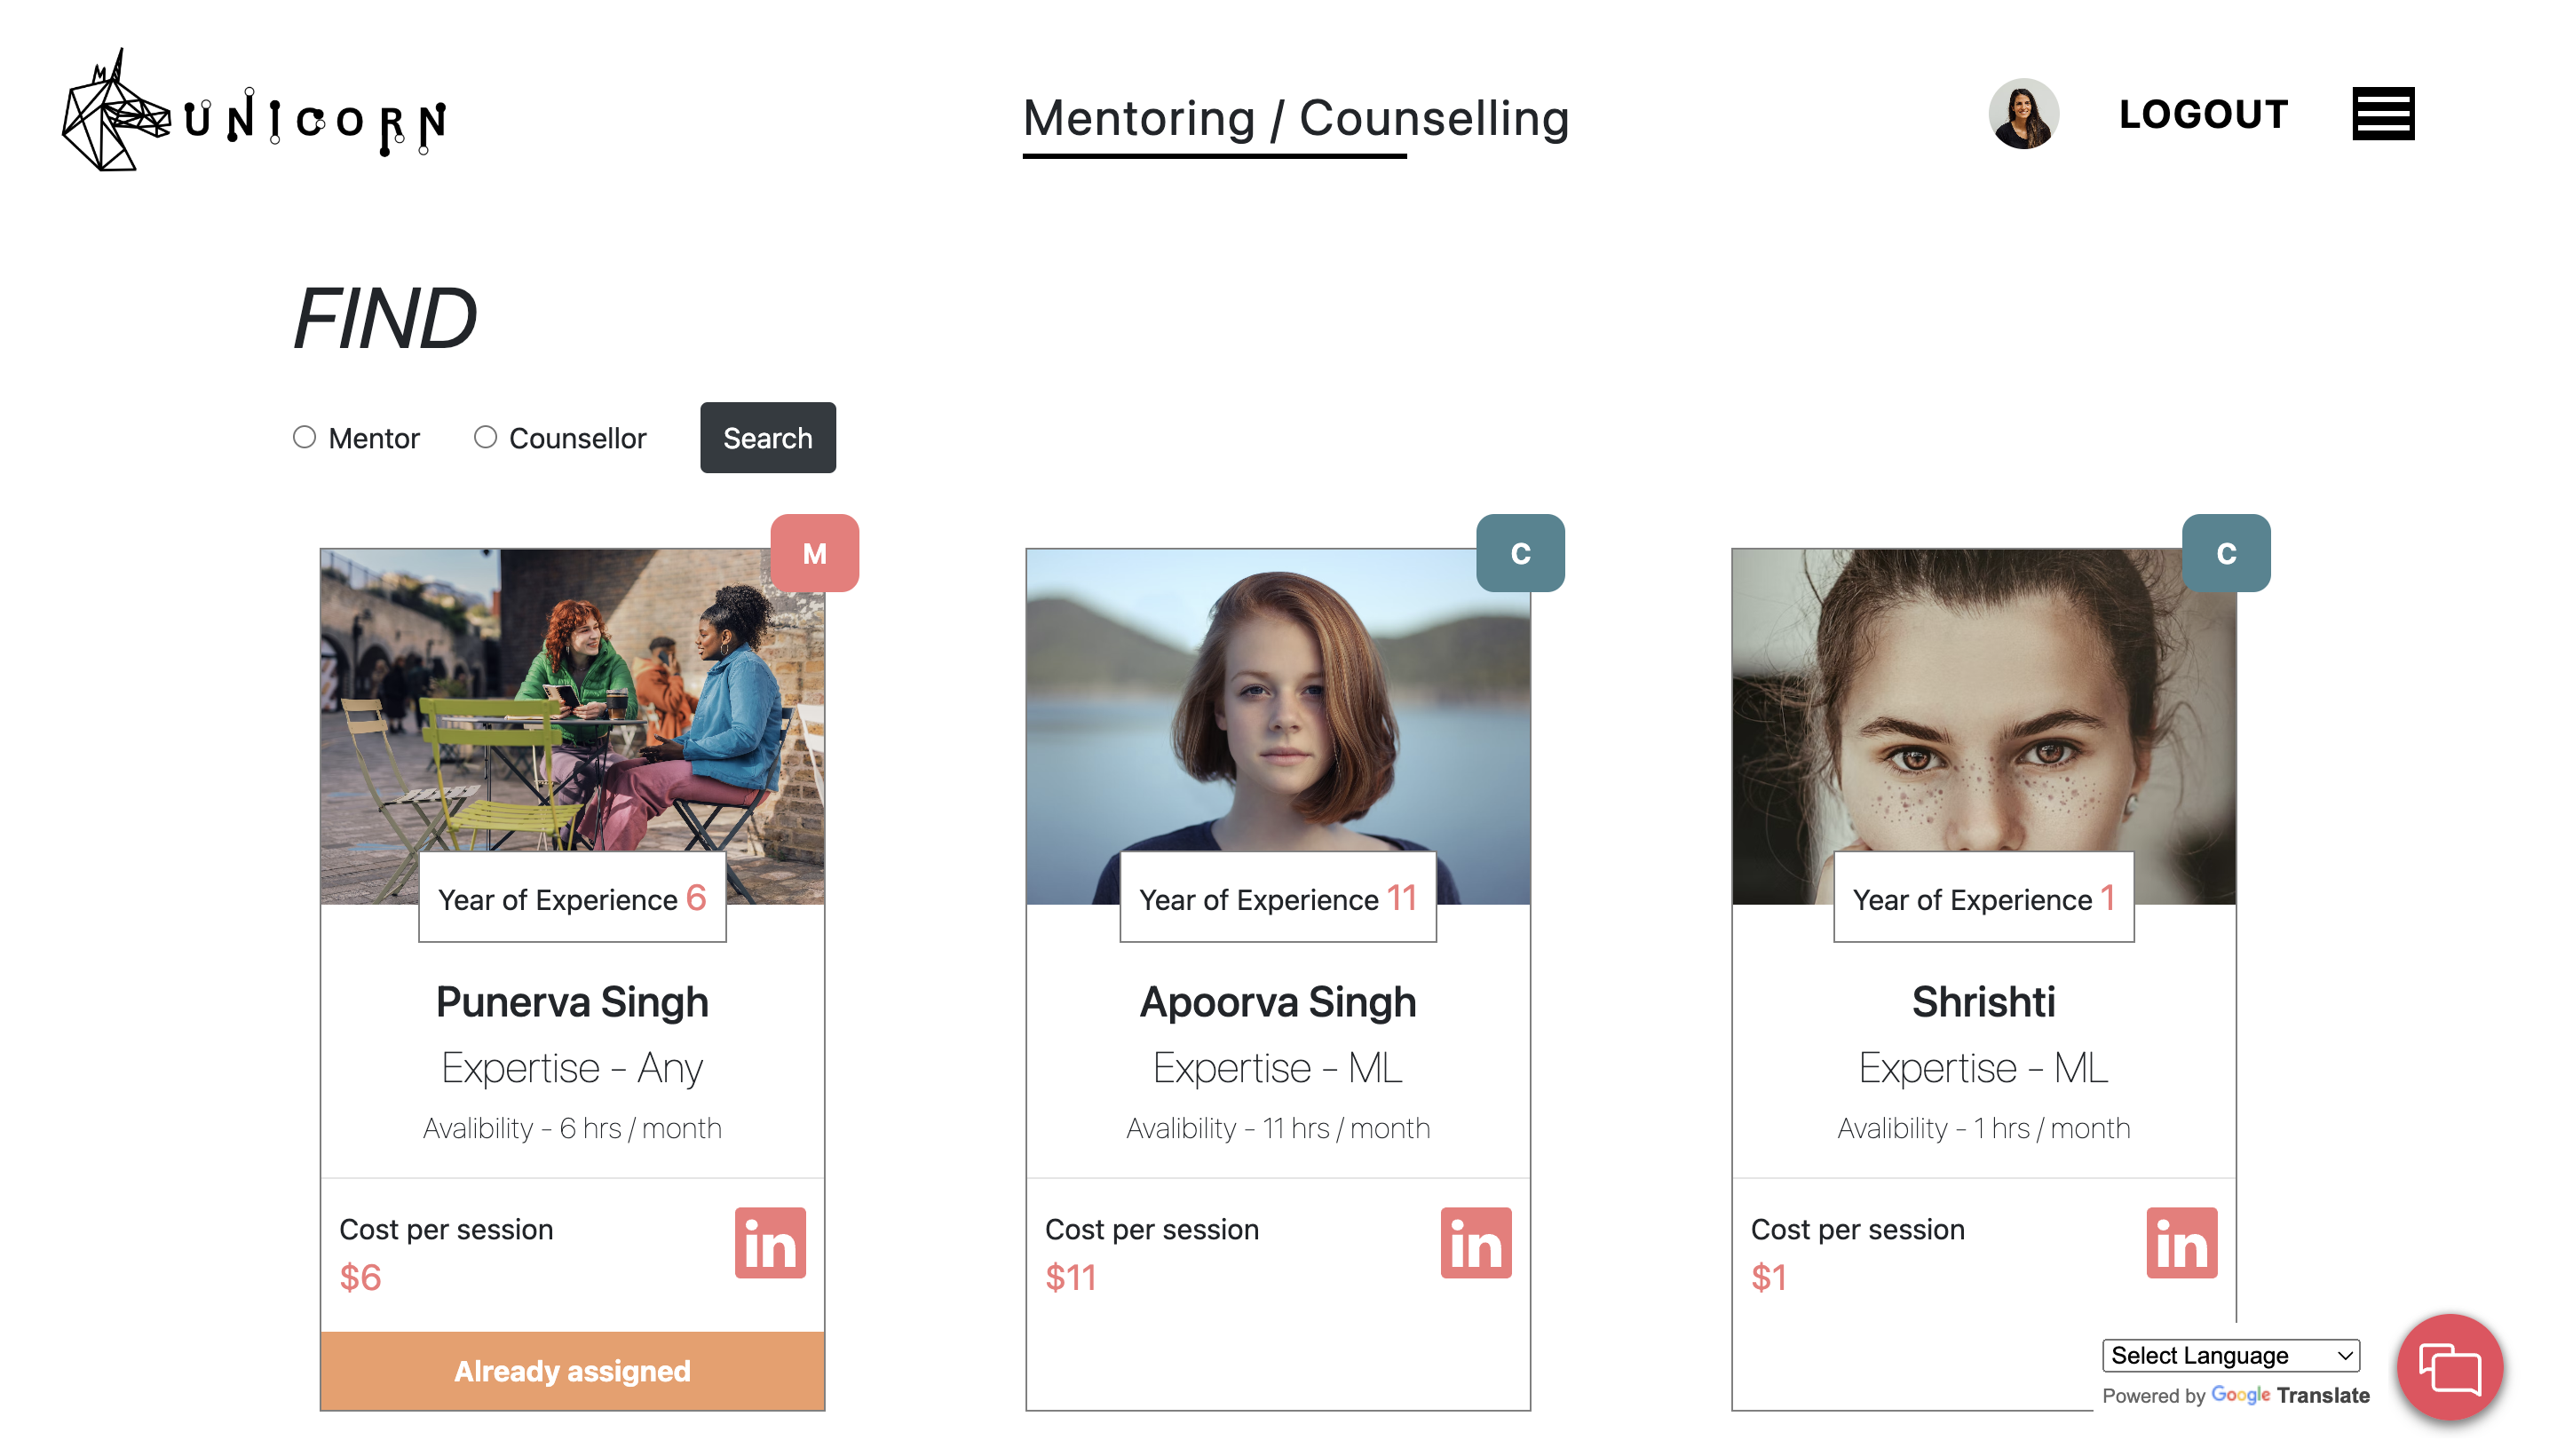 UNICORN
Mentoring / Counselling
LOGOUT
FIND
Mentor
Counsellor
Search
M
Year of Experience 6
Punerva Singh
Expertise - Any
Avalibility - 6 hrs / month
Cost per session
$6
in
Already assigned
C
Year of Experience 11
Apoorva Singh
Expertise - ML
Avalibility - 11 hrs / month
Cost per session
$11
in
C
Year of Experience 1
Shrishti
Expertise - ML
Avalibility - 1 hrs / month
Cost per session
$1
in
Select Language
Powered by Google Translate